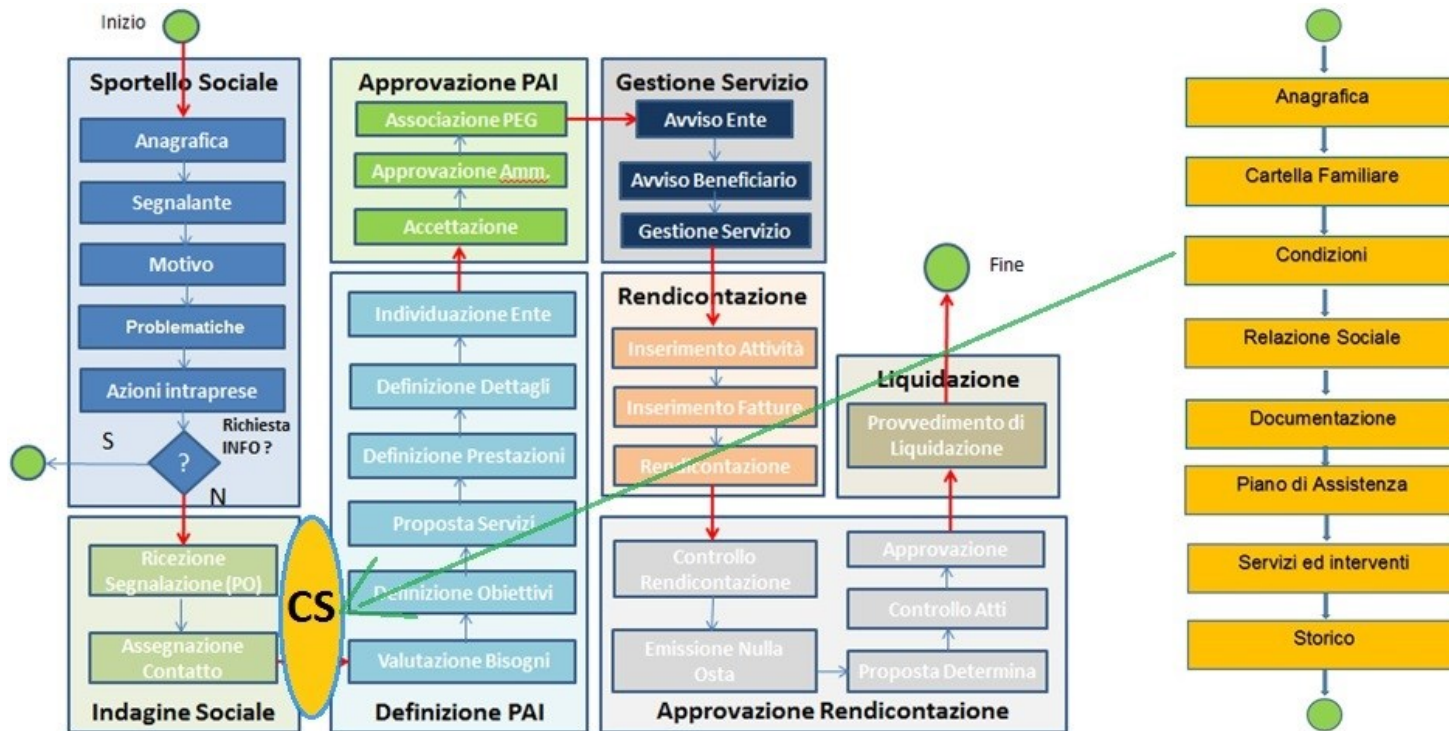 Inizio
Sportello Sociale
Anagrafica
Segnalante
Motivo
Problematiche
Azioni intraprese
Richiesta
INFO ?
S
?
N
Ricezione
Segnalazione (PO)
Assegnazione
Contatto
Indagine Sociale
CS
Approvazione PAI
Associazione PEG
Approvazione Amm.
Accettazione
Individuazione Ente
Definizione Dettagli
Definizione Prestazioni
Proposta Servizi
Definizione Obiettivi
Valutazione Bisogni
Definizione PAI
Gestione Servizio
Avviso Ente
Avviso Beneficiario
Gestione Servizio
Rendicontazione
Inserimento Attività
Inserimento Fatture
Rendicontazione
Controllo
Rendicontazione
Emissione Nulla
Osta
Approvazione
Controllo Atti
Proposta Determina
Approvazione Rendicontazione
Fine
Liquidazione
Provvedimento di
Liquidazione
Anagrafica
Cartella Familiare
Condizioni
Relazione Sociale
Documentazione
Piano di Assistenza
Servizi ed interventi
Storico